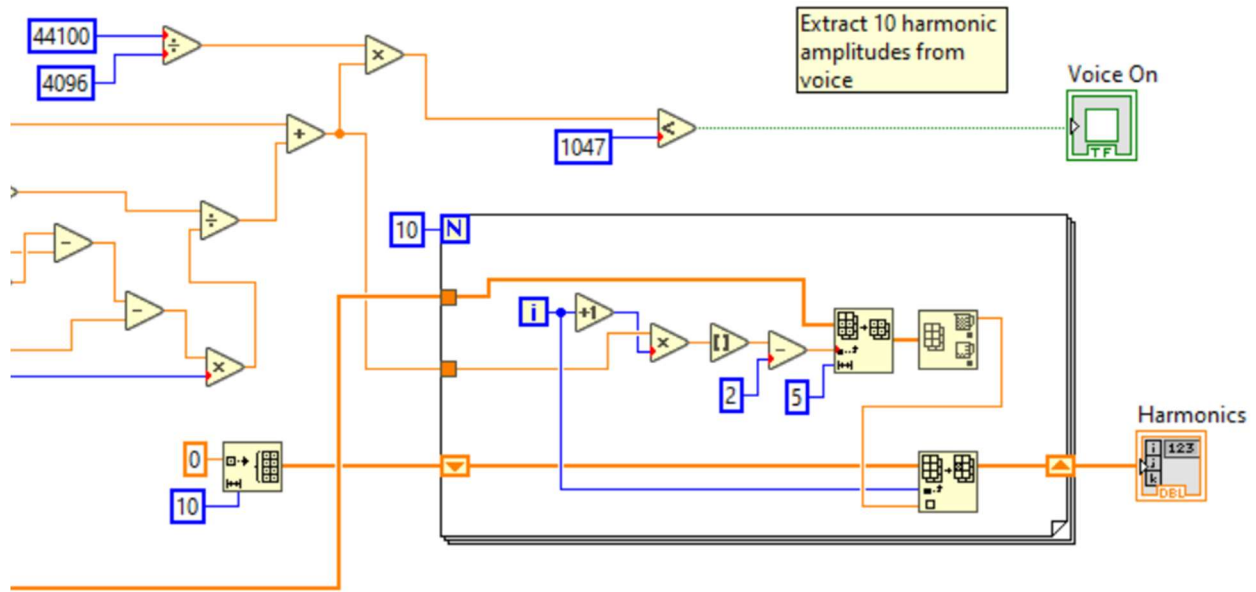 44100
4096
Extract 10 harmonic
amplitudes from
voice
Voice On
TF
1047
10
N
i
+1
[]
2
5
0
10
Harmonics
i
123
j
k
DBL